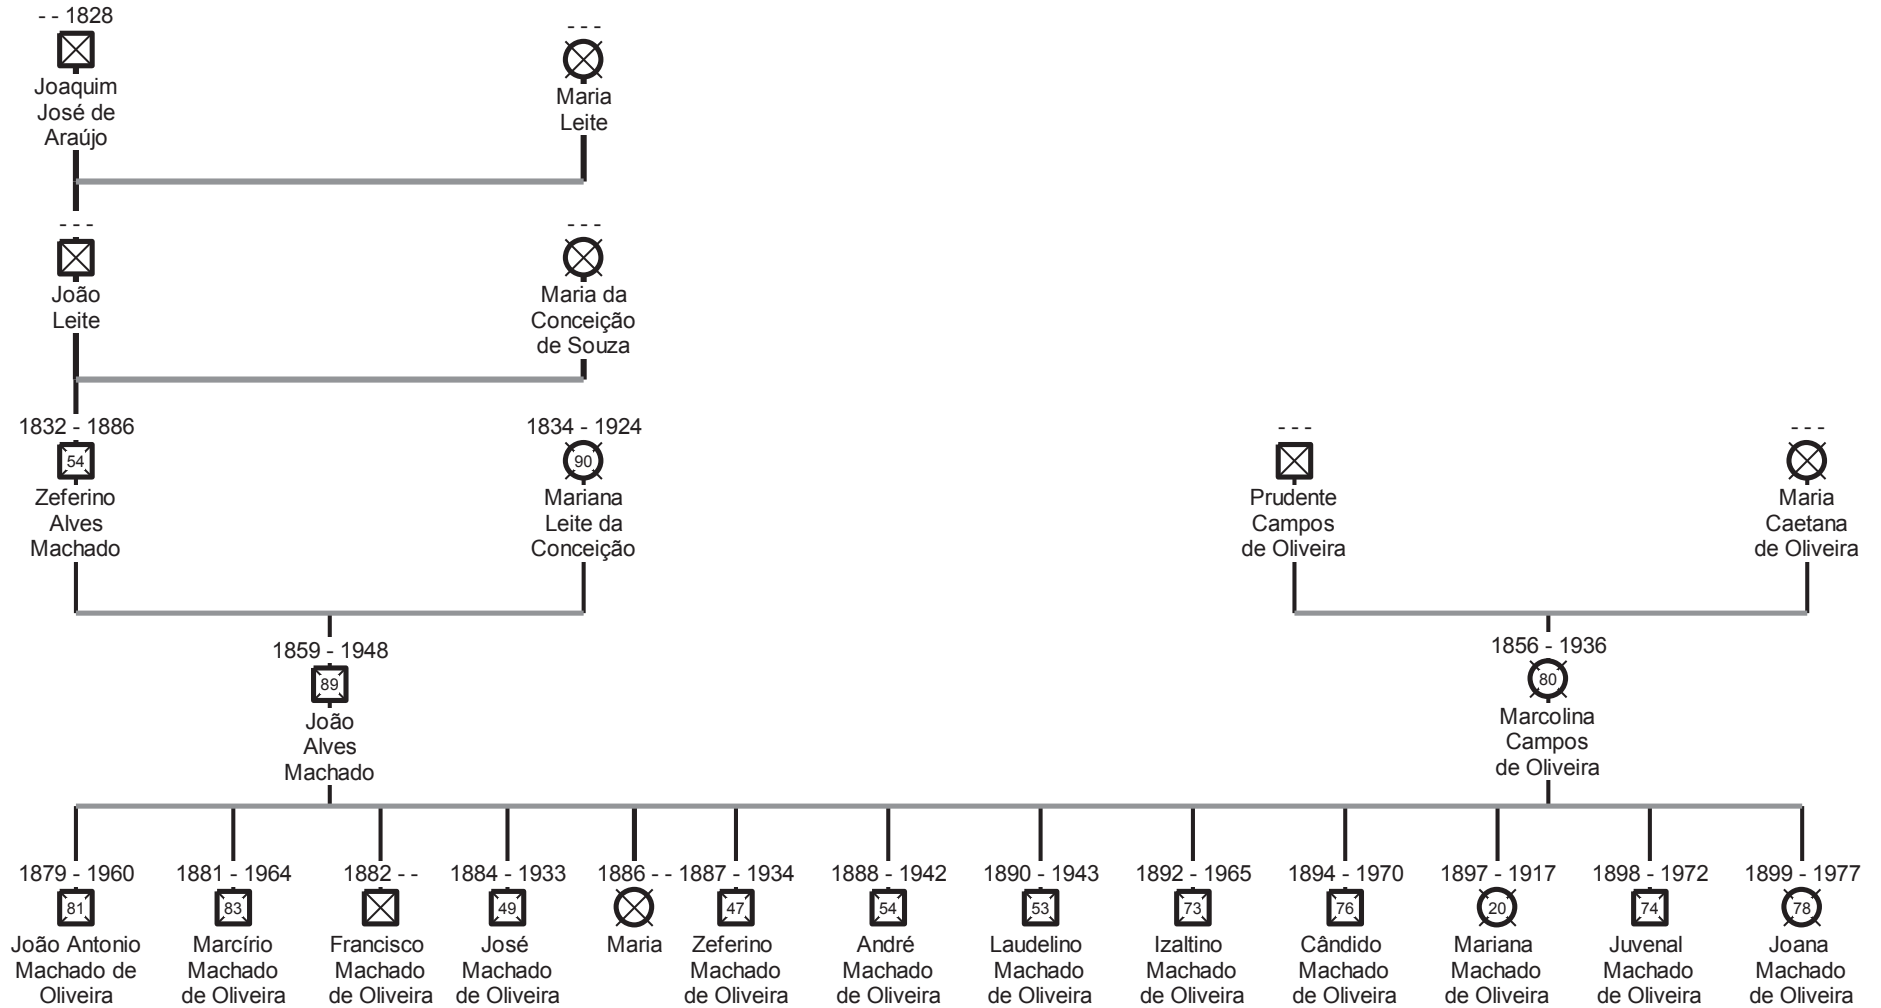 - - 1828
Joaquim
José de
Araújo
- - -
Maria
Leite
- - -
João
Leite
- - -
Maria da
Conceição
de Souza
1832 - 1886
54
Zeferino
Alves
Machado
1834 - 1924
90
Mariana
Leite da
Conceição
- - -
Prudente
Campos
de Oliveira
- - -
Maria
Caetana
de Oliveira
1859 - 1948
89
João
Alves
Machado
1856 - 1936
80
Marcolina
Campos
de Oliveira
1879 - 1960
81
João Antonio
Machado de
Oliveira
1881 - 1964
83
Marcírio
Machado
de Oliveira
1882 - -
Francisco
Machado
de Oliveira
1884 - 1933
49
José
Machado
de Oliveira
1886 - -
Maria
1887 - 1934
47
Zeferino
Machado
de Oliveira
1888 - 1942
54
André
Machado
de Oliveira
1890 - 1943
53
Laudelino
Machado
de Oliveira
1892 - 1965
73
Izaltino
Machado
de Oliveira
1894 - 1970
76
Cândido
Machado
de Oliveira
1897 - 1917
20
Mariana
Machado
de Oliveira
1898 - 1972
74
Juvenal
Machado
de Oliveira
1899 - 1977
78
Joana
Machado
de Oliveira